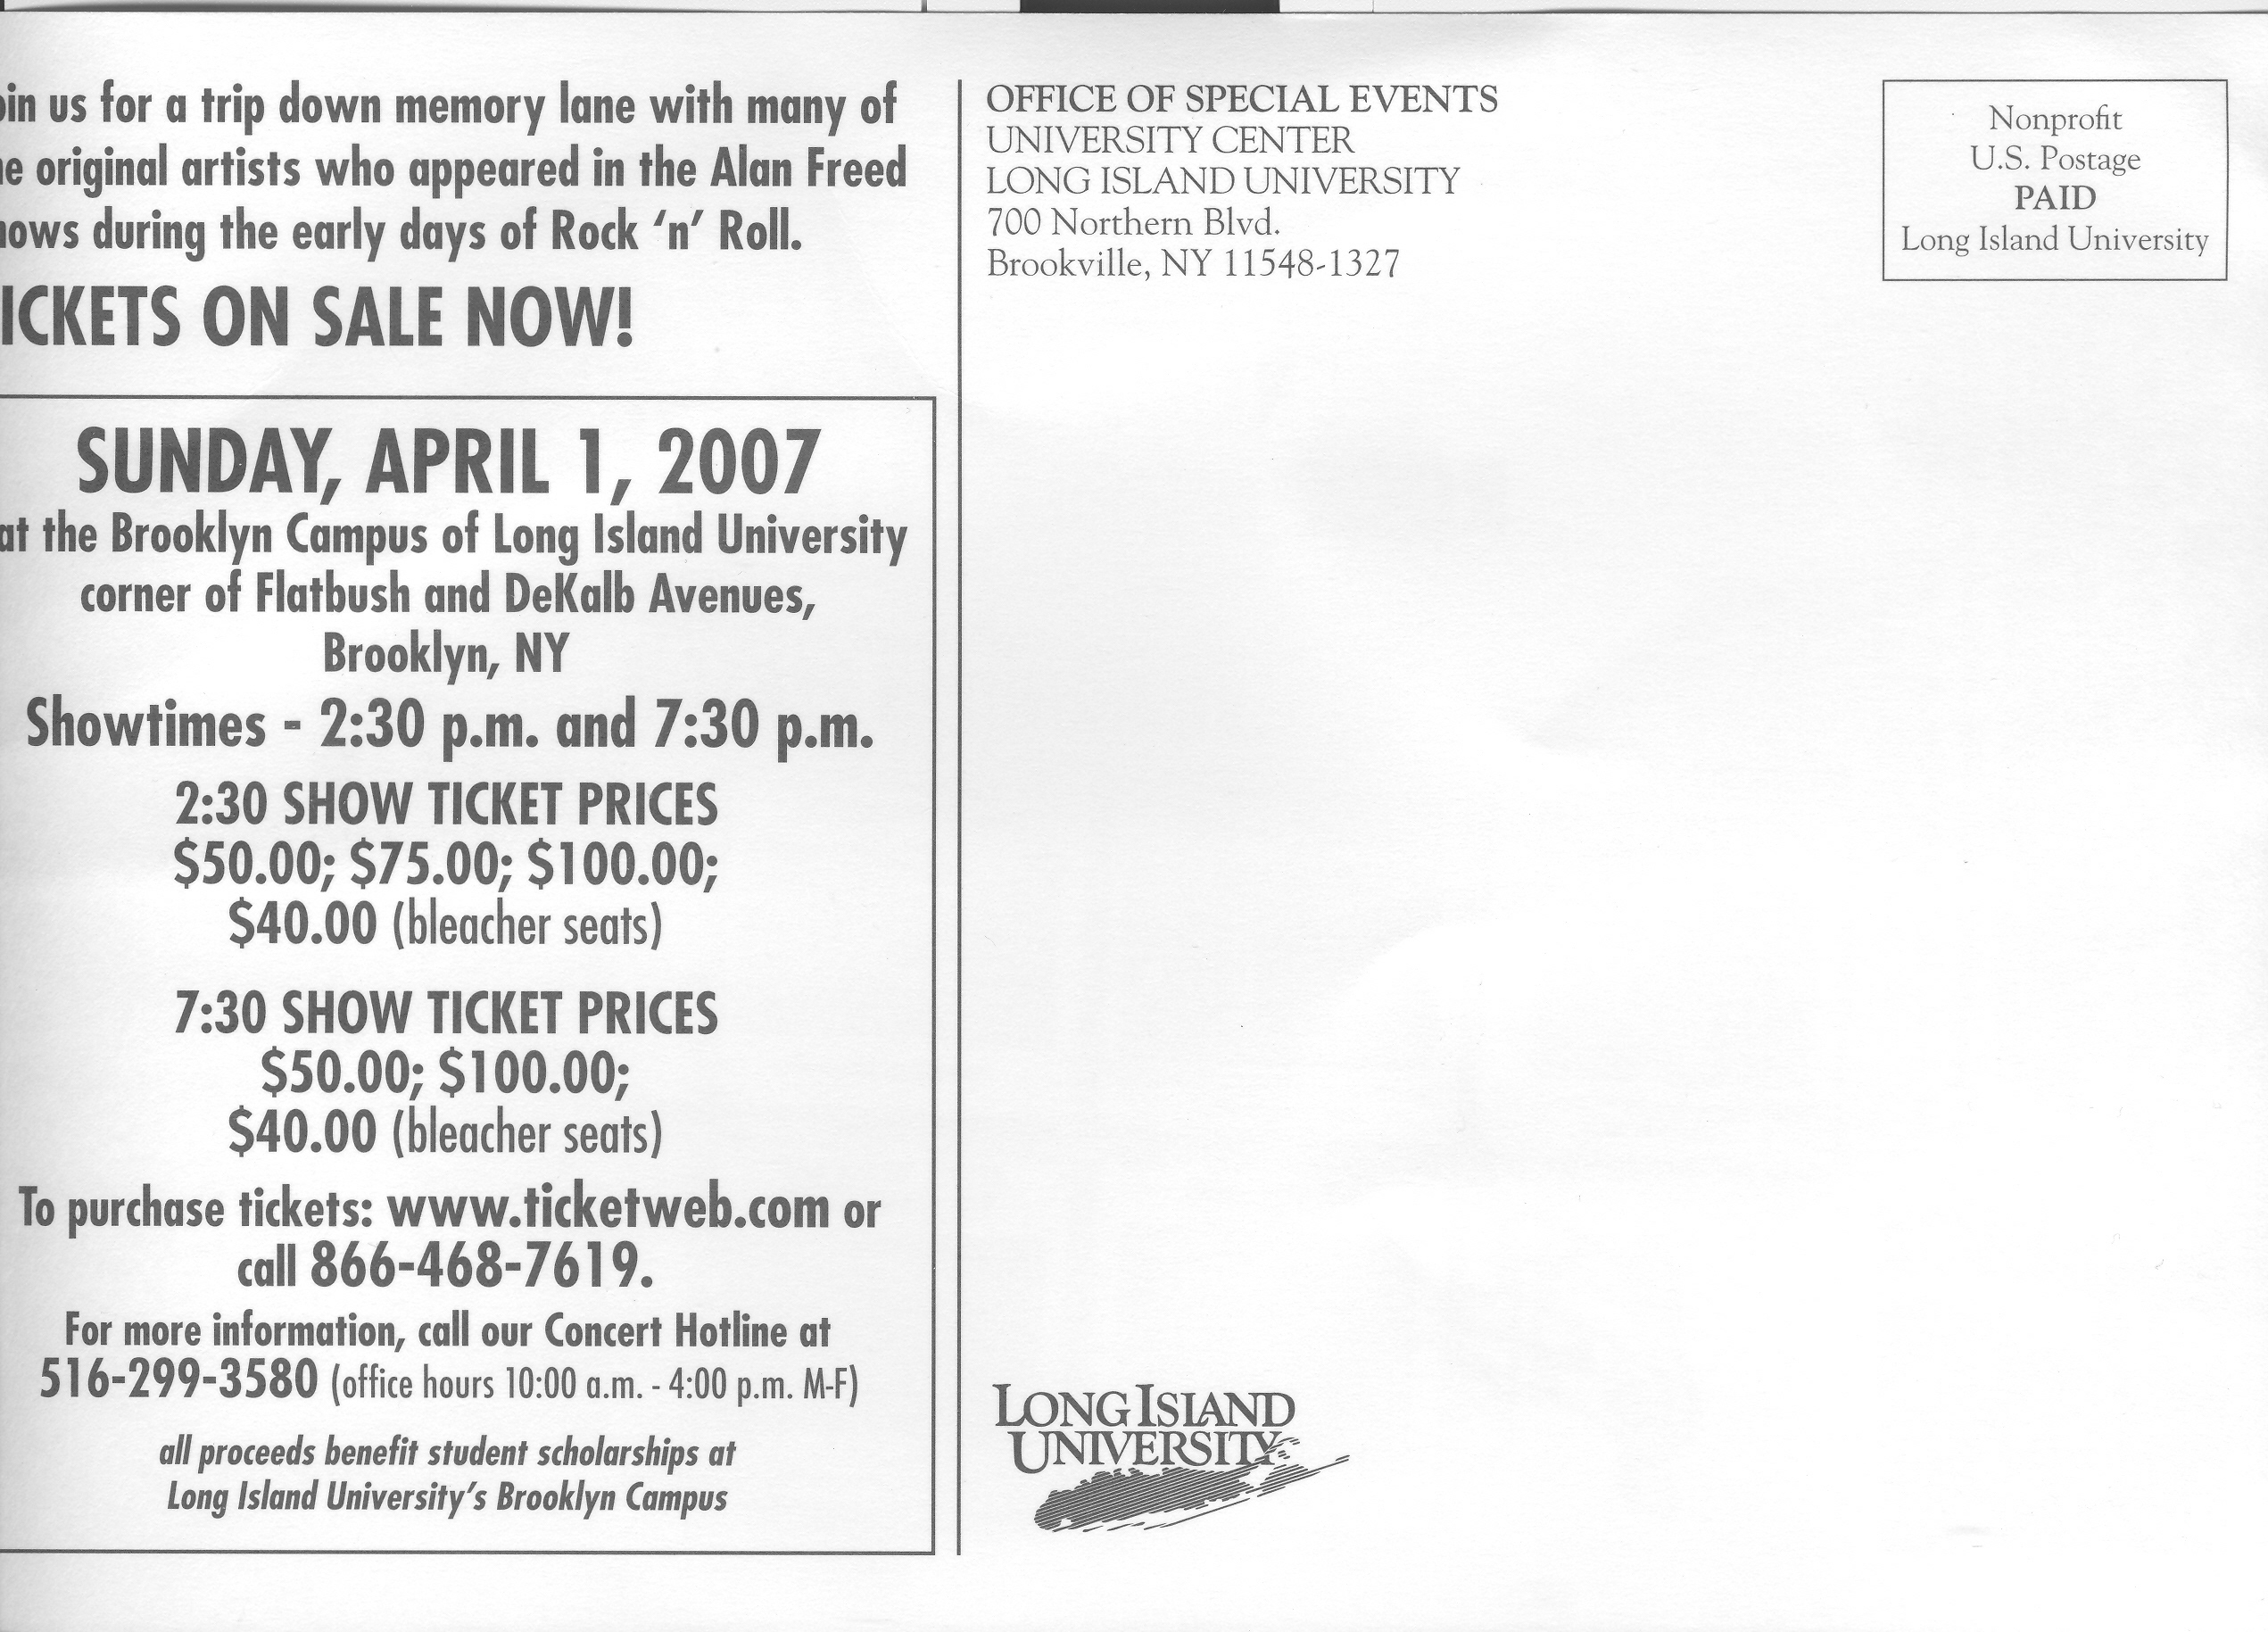 oin us for a trip down memory lane with many of
e original artists who appeared in the Alan Freed
ows during the early days of Rock ‘n’ Roll.
ICKETS ON SALE NOW!
SUNDAY, APRIL 1, 2007
at the Brooklyn Campus of Long Island University
corner of Flatbush and DeKalb Avenues,
Brooklyn, NY
Showtimes - 2:30 p.m. and 7:30 p.m.
2:30 SHOW TICKET PRICES
$50.00; $75.00; $100.00;
$40.00 (bleacher seats)
7:30 SHOW TICKET PRICES
$50.00; $100.00;
$40.00 (bleacher seats)
To purchase tickets: www.ticketweb.com or
call 866-468-7619.
For more information, call our Concert Hotline at
516-299-3580 (office hours 10:00 a.m. - 4:00 p.m. M-F)
all proceeds benefit student scholarships at
Long Island University’s Brooklyn Campus
OFFICE OF SPECIAL EVENTS
UNIVERSITY CENTER
LONG ISLAND UNIVERSITY
700 Northern Blvd.
Brookville, NY 11548-1327
Nonprofit
U.S. Postage
PAID
Long Island University
LONG ISLAND
UNIVERSITY